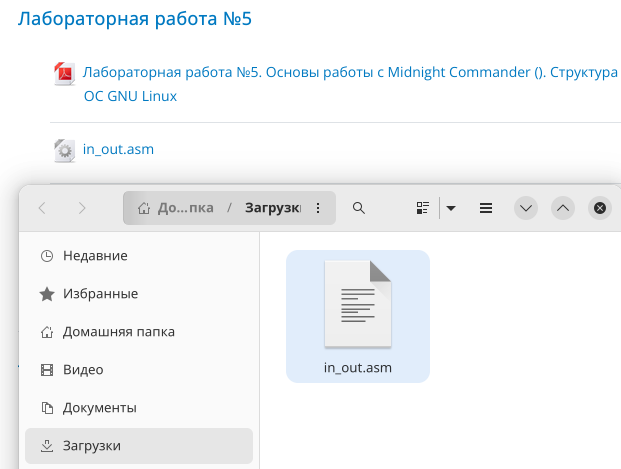 Лабораторная работа №5
Лабораторная работа №5. Основы работы с Midnight Commander (). Структура
ОС GNU Linux
in_out.asm
До...пка / Загрузк
Недавние
Избранные
Домашняя папка
Видео
Документы
Загрузки
in_out.asm